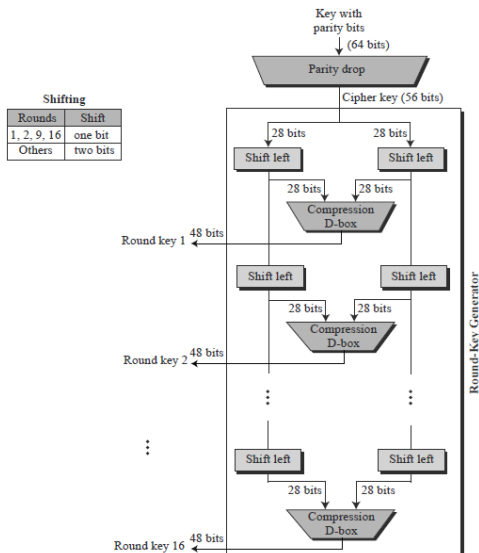 Key with
parity bits
(64 bits)
Parity drop
Cipher key (56 bits)
Shifting
Rounds Shift
1, 2, 9, 16 one bit
Others two bits
28 bits 28 bits
Shift left Shift left
28 bits 28 bits
Compression
D-box
48 bits
Round key 1
Shift left Shift left
28 bits 28 bits
Compression
D-box
48 bits
Round key 2
Shift left Shift left
28 bits 28 bits
Compression
D-box
48 bits
Round key 16
Round-Key Generator